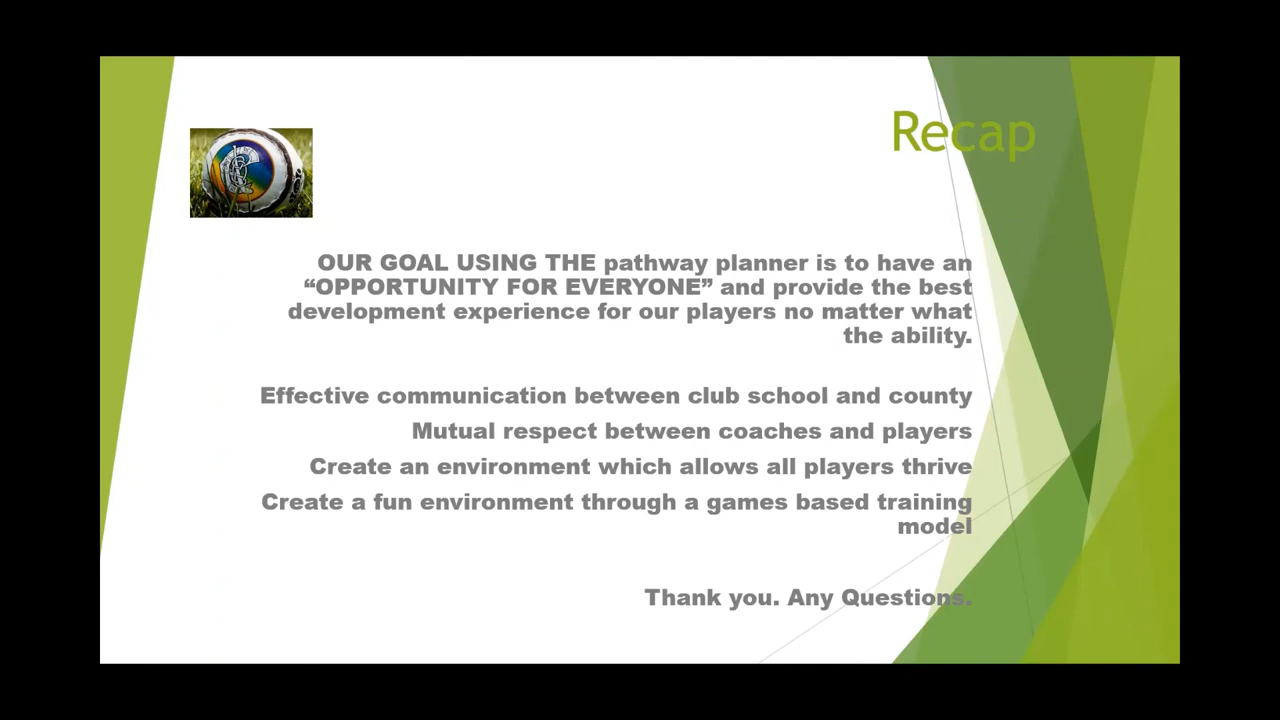 Recap
OUR GOAL USING THE pathway planner is to have an
“OPPORTUNITY FOR EVERYONE” and provide the best
development experience for our players no matter what
the ability.
Effective communication between club school and county
Mutual respect between coaches and players
Create an environment which allows all players thrive
Create a fun environment through a games based training
model
Thank you. Any Questions.